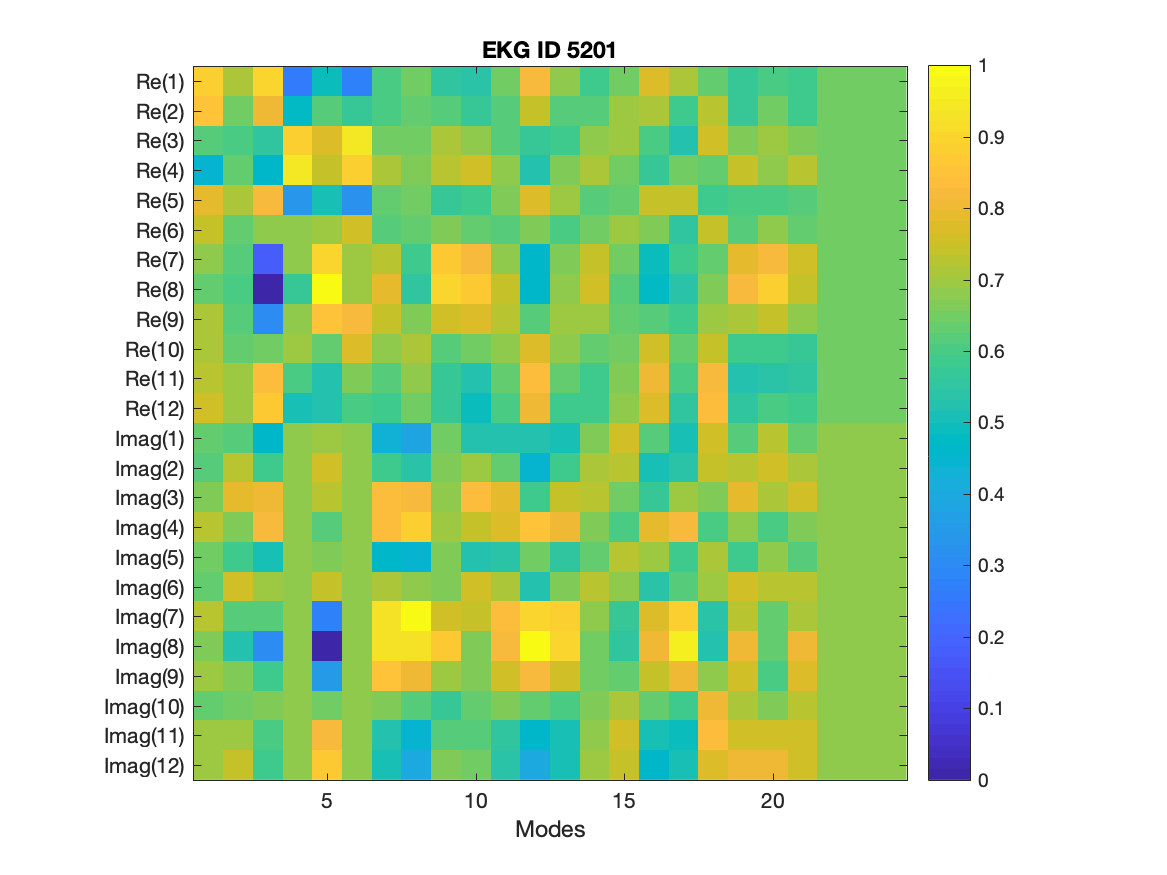 EKG ID 5201
Re(1)
Re(2)
Re(3)
Re(4)
Re(5)
Re(6)
Re(7)
Re(8)
Re(9)
Re(10)
Re(11)
Re(12)
Imag(1)
Imag(2)
Imag(3)
Imag(4)
Imag(5)
Imag(6)
Imag(7)
Imag(8)
Imag(9)
Imag(10)
Imag(11)
Imag(12)
5 10 15 20
Modes
1
0.9
0.8
0.7
0.6
0.5
0.4
0.3
0.2
0.1
0